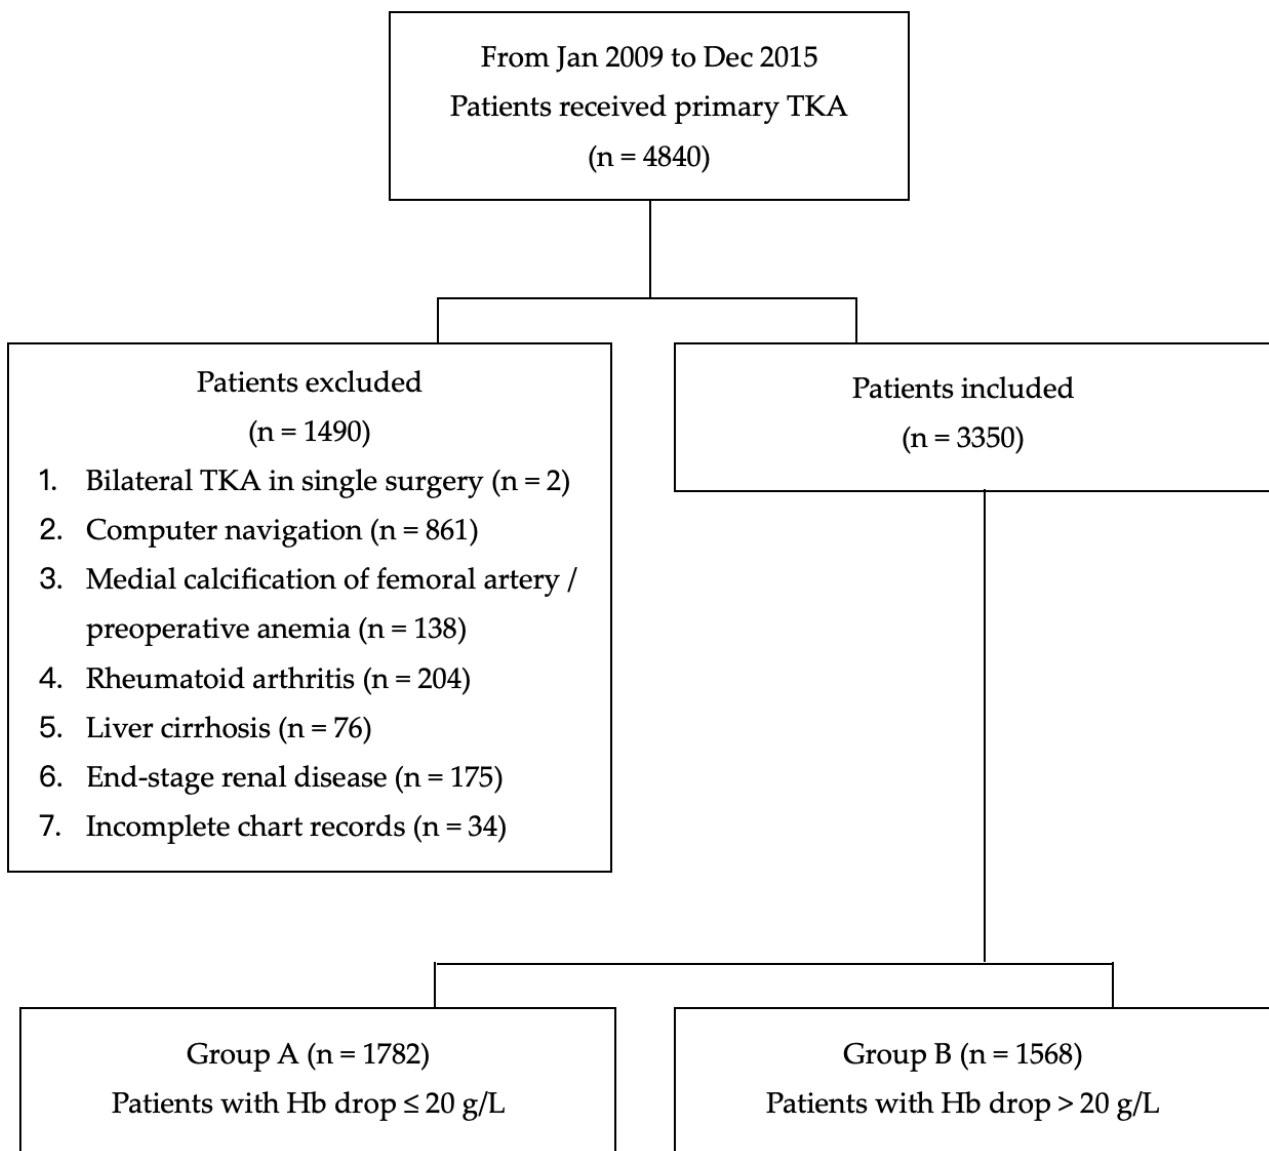 From Jan 2009 to Dec 2015
Patients received primary TKA
(n = 4840)
Patients excluded
(n = 1490)
1. Bilateral TKA in single surgery (n = 2)
2. Computer navigation (n = 861)
3. Medial calcification of femoral artery /
preoperative anemia (n = 138)
4. Rheumatoid arthritis (n = 204)
5. Liver cirrhosis (n = 76)
6. End-stage renal disease (n = 175)
7. Incomplete chart records (n = 34)
Patients included
(n = 3350)
Group A (n = 1782)
Patients with Hb drop ≤ 20 g/L
Group B (n = 1568)
Patients with Hb drop > 20 g/L